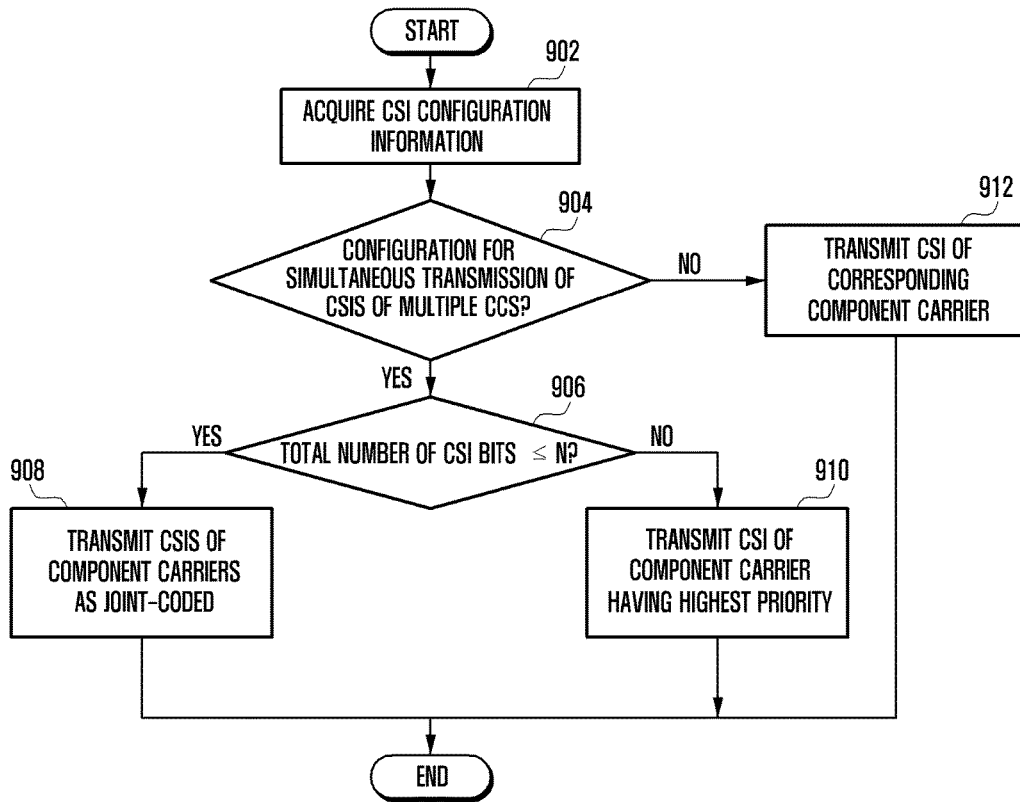 START
902
ACQUIRE CSI CONFIGURATION
INFORMATION
904
CONFIGURATION FOR
SIMULTANEOUS TRANSMISSION OF
CSIS OF MULTIPLE CCS?
NO
912
TRANSMIT CSI OF
CORRESPONDING
COMPONENT CARRIER
YES
906
TOTAL NUMBER OF CSI BITS ≤ N?
YES
NO
908
TRANSMIT CSIS OF
COMPONENT CARRIERS
AS JOINT-CODED
910
TRANSMIT CSI OF
COMPONENT CARRIER
HAVING HIGHEST PRIORITY
END